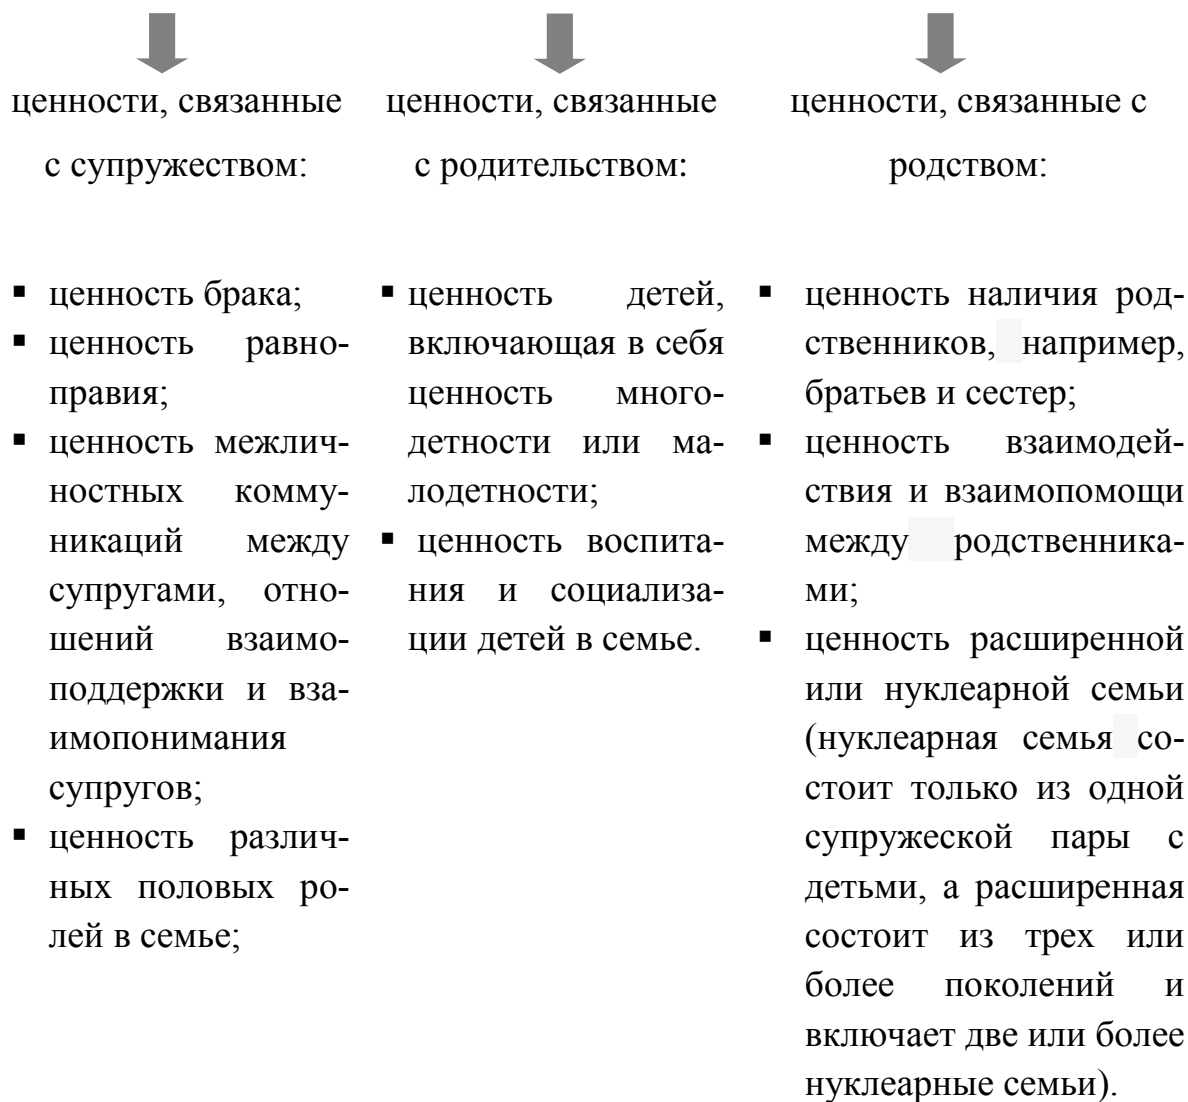 ценности, связанные
с супружеством:
▪ ценность брака;
▪ ценность равно-
правия;
▪ ценность межлич-
ностных комму-
никаций между
супругами, отно-
шений взаимо-
поддержки и вза-
имопонимания
супругов;
▪ ценность различ-
ных половых ро-
лей в семье;
ценности, связанные
с родительством:
▪ ценность детей,
включающая в себя
ценность много-
детности или ма-
лодетности;
▪ ценность воспита-
ния и социализа-
ции детей в семье.
ценности, связанные с
родством:
▪ ценность наличия род-
ственников, например,
братьев и сестер;
▪ ценность взаимодей-
ствия и взаимопомощи
между родственника-
ми;
▪ ценность расширенной
или нуклеарной семьи
(нуклеарная семья со-
стоит только из одной
супружеской пары с
детьми, а расширенная
состоит из трех или
более поколений и
включает две или более
нуклеарные семьи).